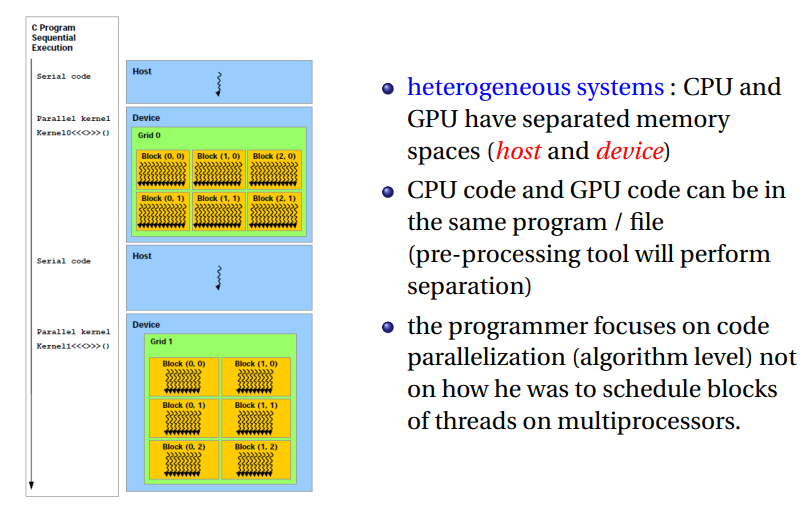 C Program
Sequential
Execution
Serial code
Host
Parallel kernel
Kernel0<<<>>>()
Device
Grid 0
Block (0, 0)
Block (1, 0)
Block (2, 0)
Block (0, 1)
Block (1, 1)
Block (2, 1)
Serial code
Host
Parallel kernel
Kernel1<<<>>>()
Device
Grid 1
Block (0, 0)
Block (1, 0)
Block (0, 1)
Block (1, 1)
Block (0, 2)
Block (1, 2)
heterogeneous systems : CPU and
GPU have separated memory
spaces (host and device)
CPU code and GPU code can be in
the same program / file
(pre-processing tool will perform
separation)
the programmer focuses on code
parallelization (algorithm level) not
on how he was to schedule blocks
of threads on multiprocessors.